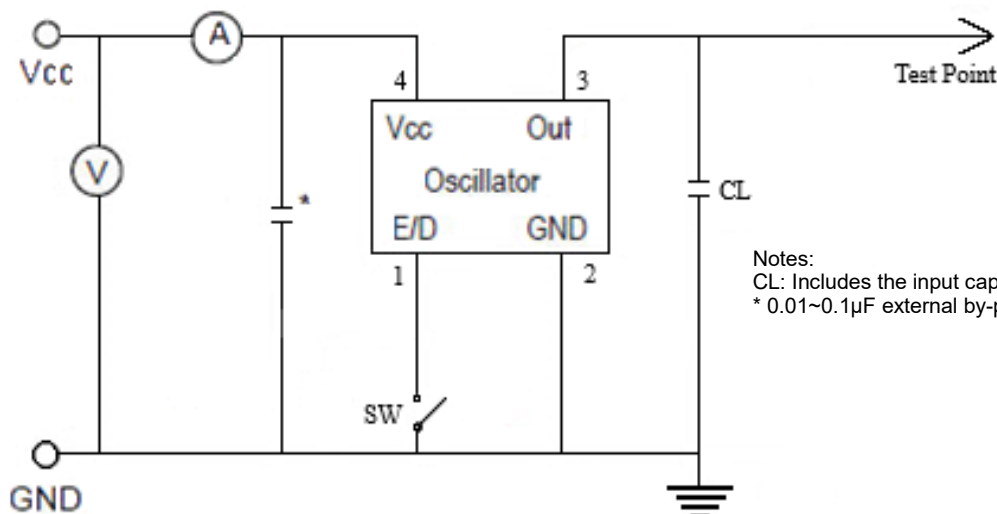 A
Vcc
Test Point
4
3
Vcc
Out
V
Oscillator
*
CL
E/D
GND
1
2
Notes:
CL: Includes the input cap
* 0.01~0.1µF external by-p
SW
GND